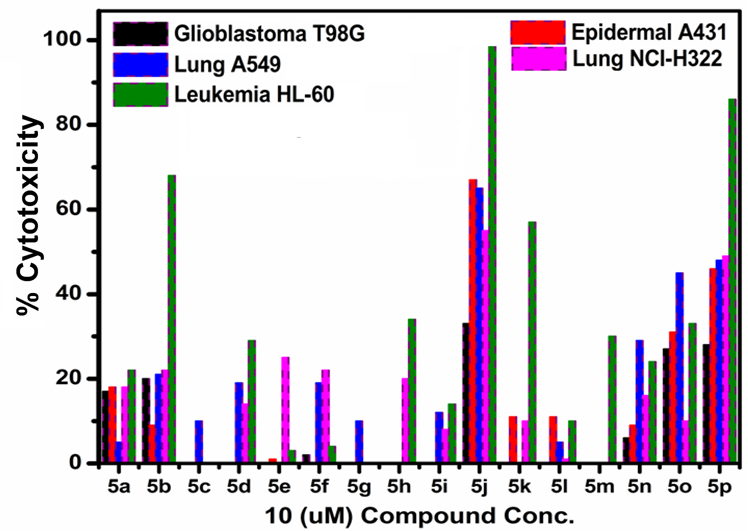 Glioblastoma T98G
Lung A549
Leukemia HL-60
Epidermal A431
Lung NCI-H322
% Cytotoxicity
100
80
60
40
20
0
5a 5b 5c 5d 5e 5f 5g 5h 5i 5j 5k 5l 5m 5n 5o 5p
10 (uM) Compound Conc.